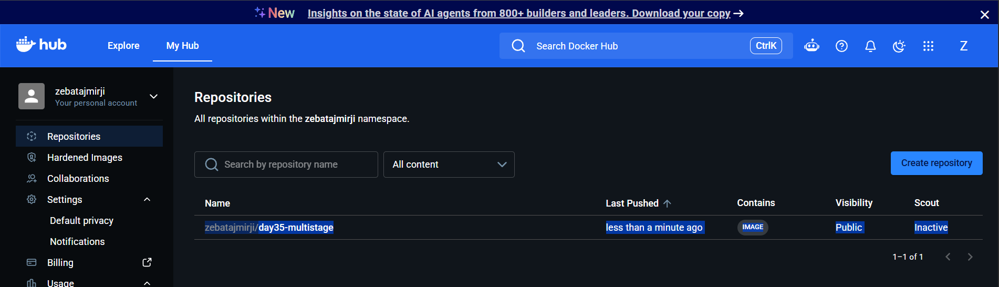 New Insights on the state of AI agents from 800+ builders and leaders. Download your copy →
hub Explore My Hub Search Docker Hub CtrlK Z
zebatajmirji
Your personal account
Repositories
Hardened Images
Collaborations
Settings
Default privacy
Notifications
Billing
Usage
Repositories
All repositories within the zebatajmirji namespace.
Search by repository name All content Create repository
Name Last Pushed ↑ Contains Visibility Scout
zebatajmirji/day35-multistage less than a minute ago IMAGE Public Inactive
1–1 of 1